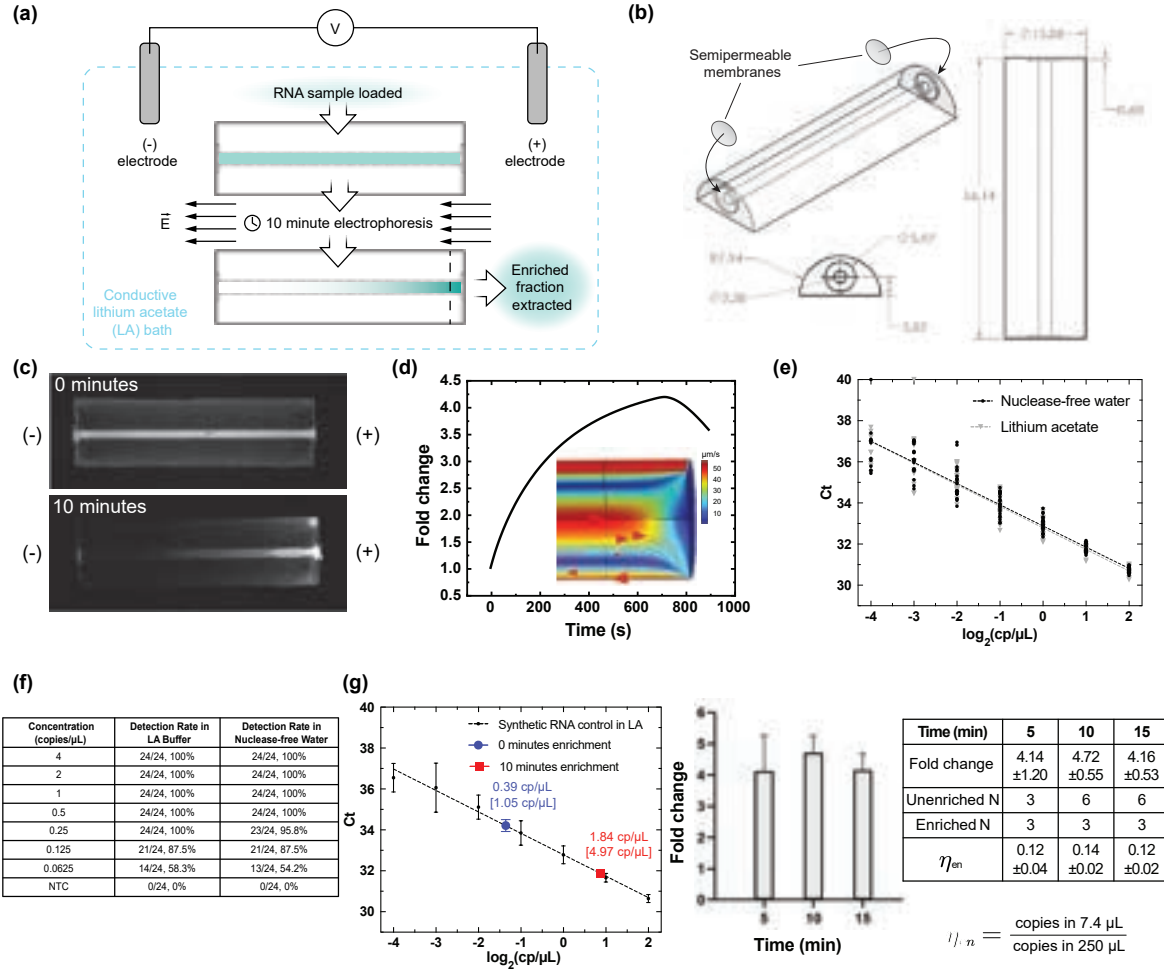 (a)
V
RNA sample loaded
(-)
electrode
(+)
electrode
E
10 minute electrophoresis
Enriched
fraction
extracted
Conductive
lithium acetate
(LA) bath
(b)
Semipermeable
membranes
(c)
0 minutes
(-)
(+)
10 minutes
(-)
(+)
(d)
4.5
4.0
3.5
3.0
2.5
2.0
1.5
1.0
0.5
Fold change
µm/s
50
40
30
20
10
0
200
400
600
800
1000
Time (s)
(e)
40
38
36
34
32
30
Ct
Nuclease-free water
Lithium acetate
-4
-3
-2
-1
0
1
2
log2(cp/µL)
(f)
Concentration (copies/µL) Detection Rate in LA Buffer Detection Rate in Nuclease-free Water
4 24/24, 100% 24/24, 100%
2 24/24, 100% 24/24, 100%
1 24/24, 100% 24/24, 100%
0.5 24/24, 100% 24/24, 100%
0.25 24/24, 100% 23/24, 95.8%
0.125 21/24, 87.5% 21/24, 87.5%
0.0625 14/24, 58.3% 13/24, 54.2%
NTC 0/24, 0% 0/24, 0%
(g)
40
38
36
34
32
30
Ct
Synthetic RNA control in LA
0 minutes enrichment
10 minutes enrichment
0.39 cp/µL
[1.05 cp/µL]
1.84 cp/µL
[4.97 cp/µL]
-4
-3
-2
-1
0
1
2
log2(cp/µL)
6
5
4
3
2
1
0
Fold change
5
10
15
Time (min)
Time (min) 5 10 15
Fold change 4.14 ±1.20 4.72 ±0.55 4.16 ±0.53
Unenriched N 3 6 6
Enriched N 3 3 3
ηen 0.12 ±0.04 0.14 ±0.02 0.12 ±0.02
= copies in 7.4 µL
copies in 250 µL